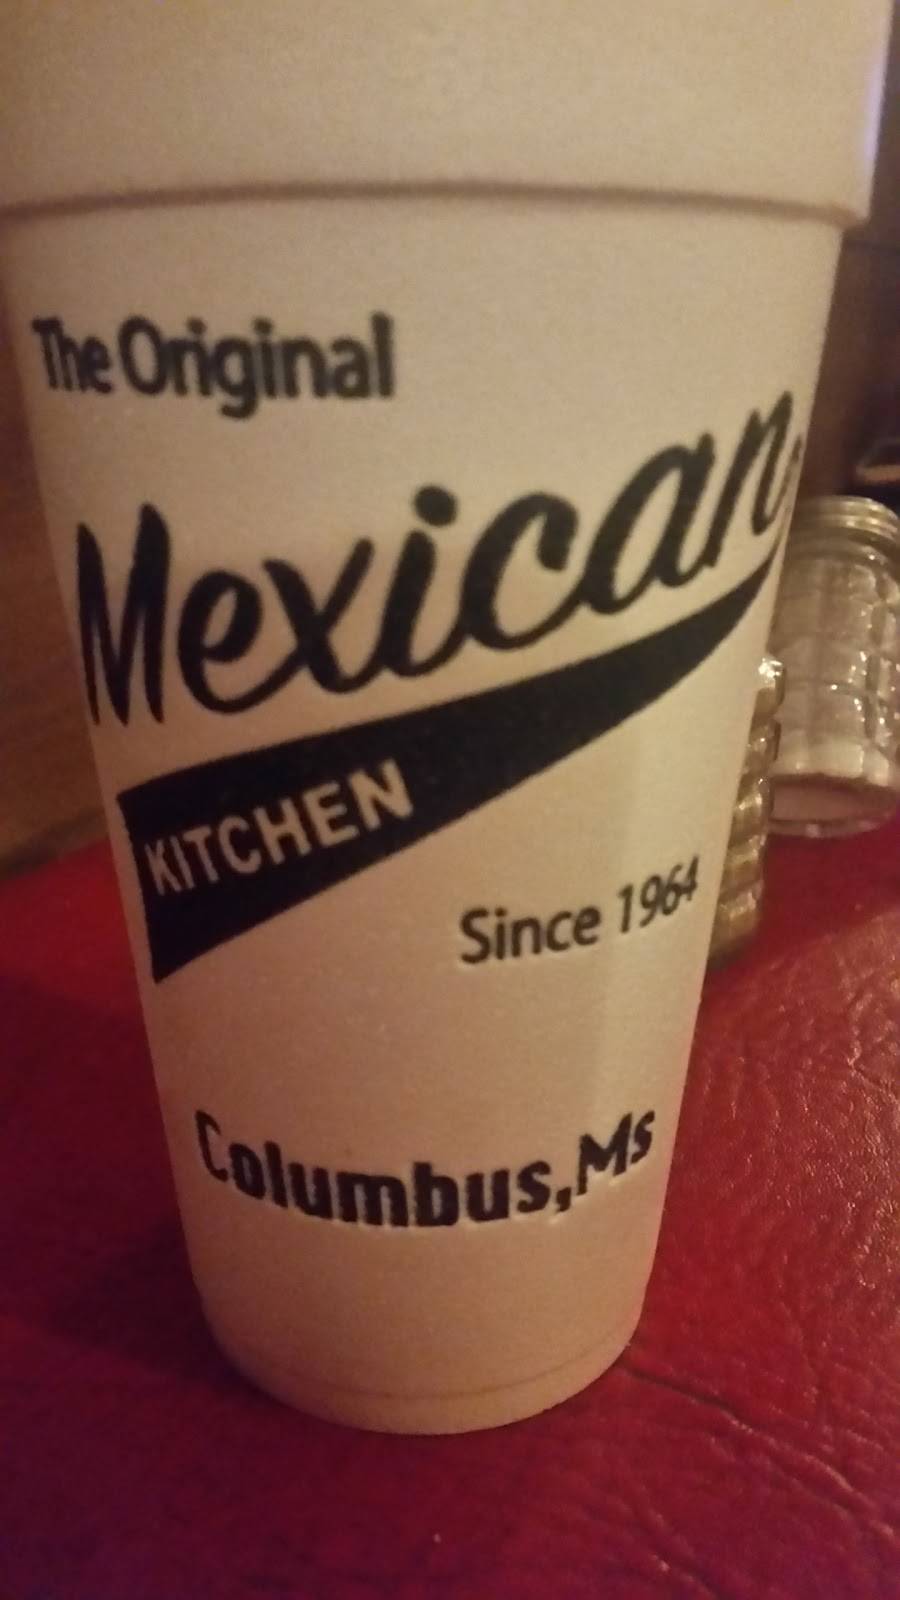 The Original
Mexican
KITCHEN
Since 1964
Columbus,Ms